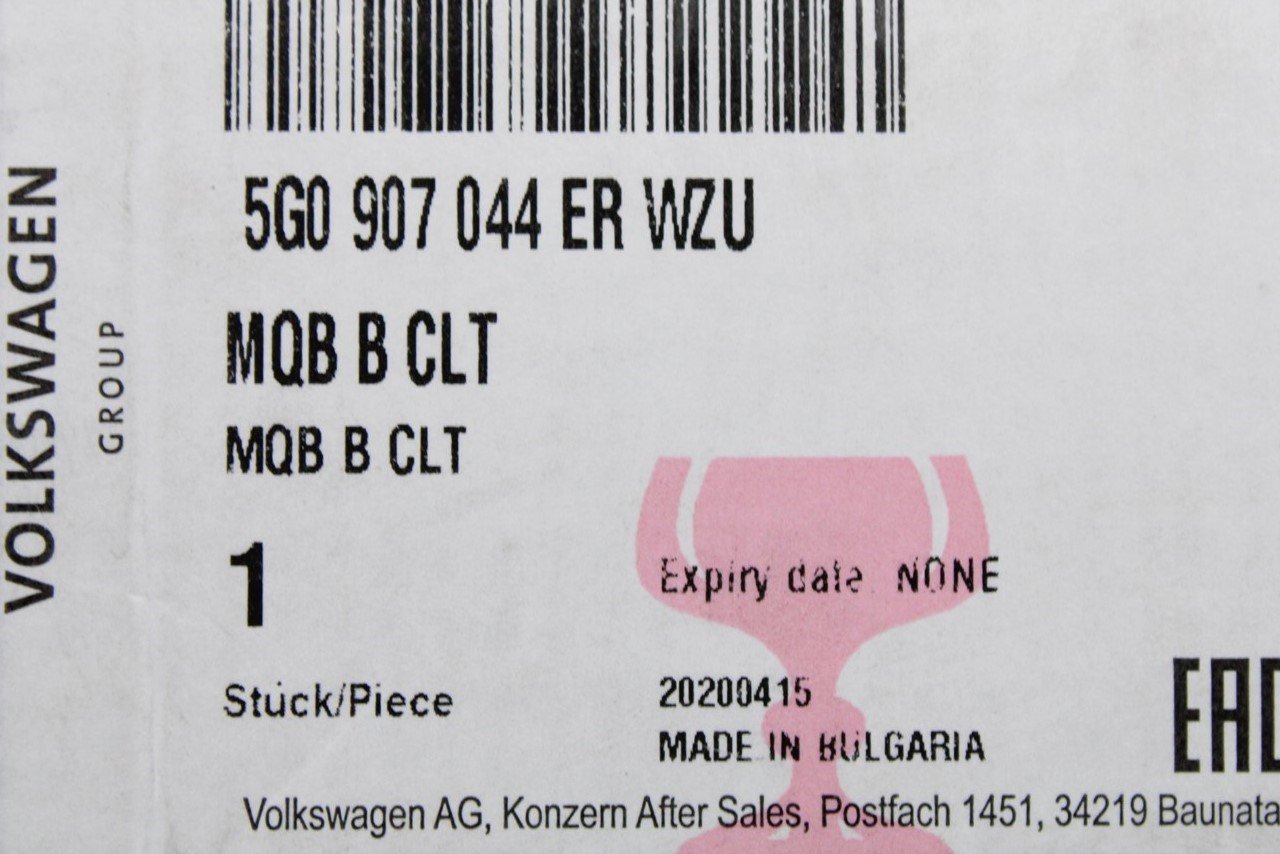 VOLKSWAGEN
GROUP
5G0 907 044 ER WZU
MQB B CLT
MQB B CLT
1
Expiry date NONE
Stück/Piece
20200415
MADE IN BULGARIA
EAC
Volkswagen AG, Konzern After Sales, Postfach 1451, 34219 Baunata